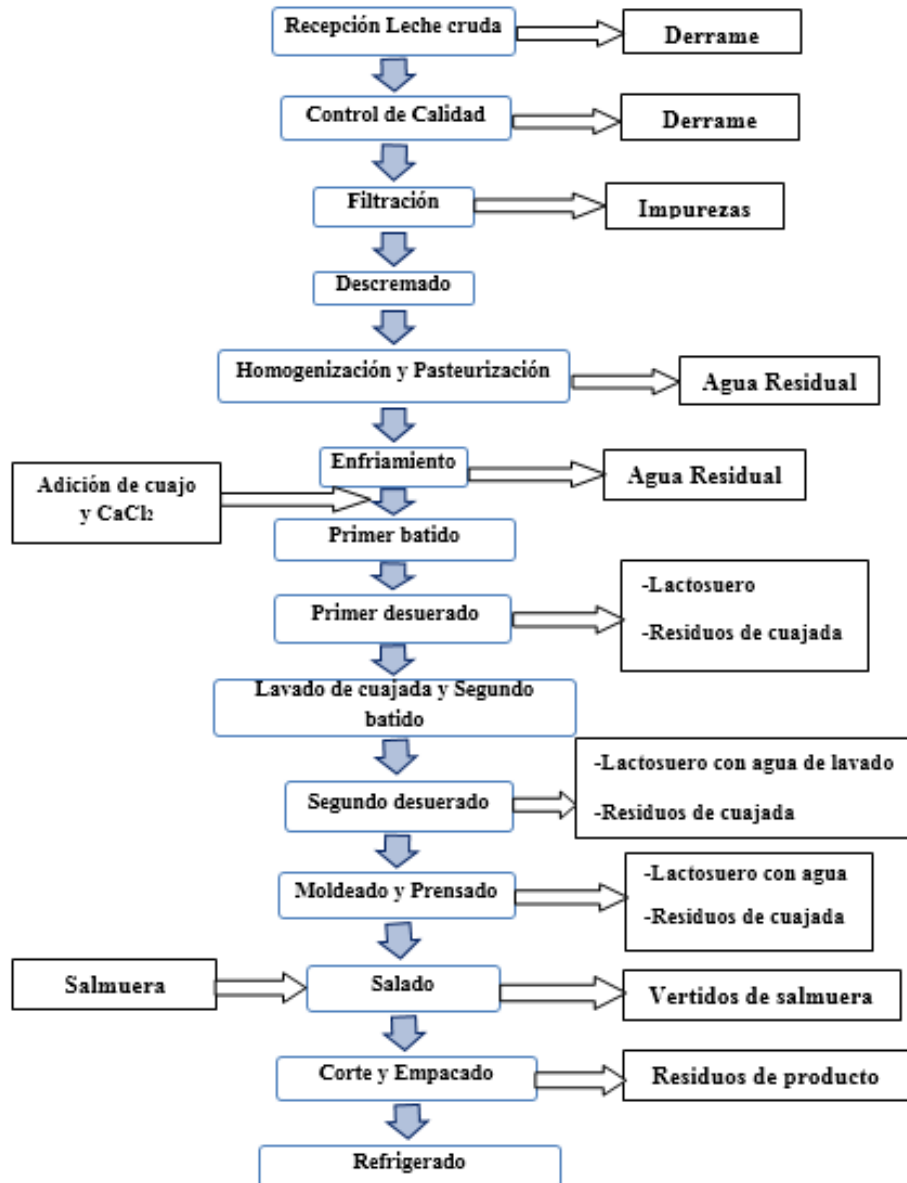 Recepción Leche cruda
Derrame
Control de Calidad
Derrame
Filtración
Impurezas
Descremado
Homogenización y Pasteurización
Agua Residual
Enfriamiento
Agua Residual
Adición de cuajo
y CaCl₂
Primer batido
Primer desuerado
-Lactosuero
-Residuos de cuajada
Lavado de cuajada y Segundo
batido
Segundo desuerado
-Lactosuero con agua de lavado
-Residuos de cuajada
Moldeado y Prensado
-Lactosuero con agua
-Residuos de cuajada
Salmuera
Salado
Vertidos de salmuera
Corte y Empacado
Residuos de producto
Refrigerado